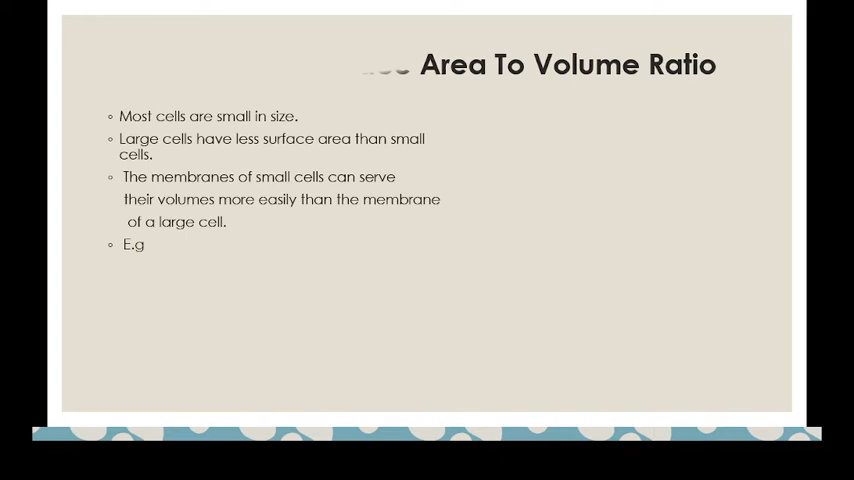 Area To Volume Ratio
◦ Most cells are small in size.
◦ Large cells have less surface area than small
cells.
◦ The membranes of small cells can serve
their volumes more easily than the membrane
of a large cell.
◦ E.g